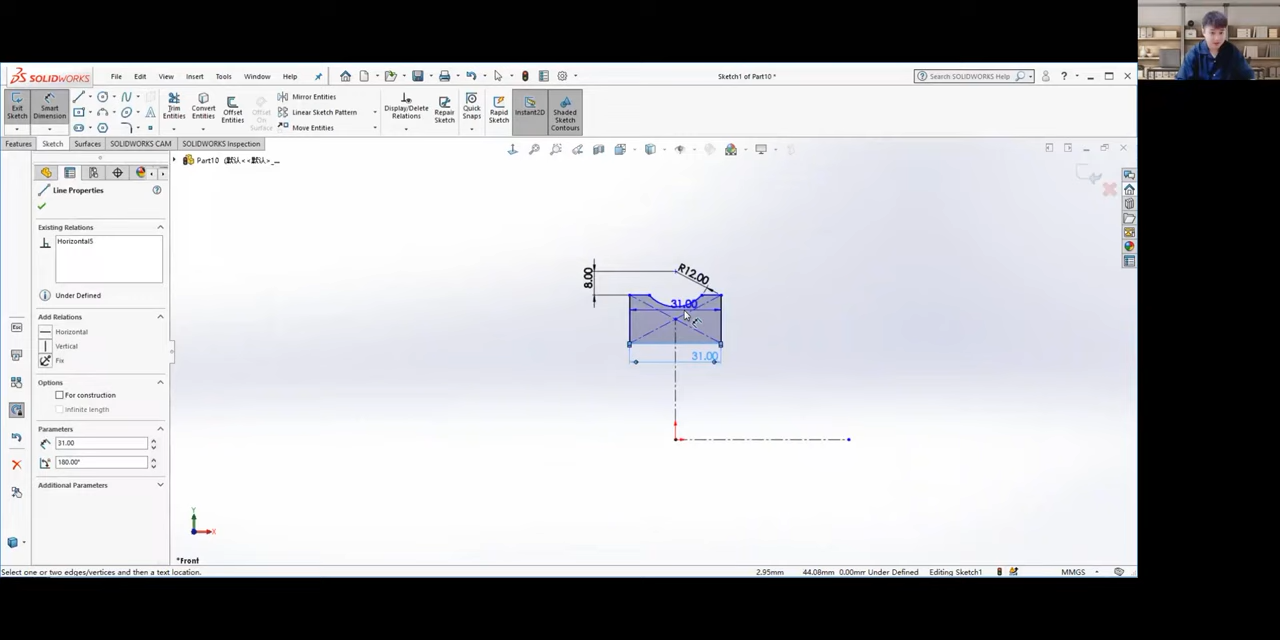 SOLIDWORKS
File Edit View Insert Tools Window Help
Sketch1 of Part10 *
Search SOLIDWORKS Help
Exit Sketch
Smart Dimension
Trim Entities
Convert Entities
Offset Entities
Offset On Surface
Mirror Entities
Linear Sketch Pattern
Move Entities
Display/Delete Relations
Repair Sketch
Quick Snaps
Rapid Sketch
Instant2D
Shaded Sketch Contours
Features Sketch Surfaces SOLIDWORKS CAM SOLIDWORKS Inspection
Part10
Line Properties
Existing Relations
Horizontal5
Under Defined
Add Relations
Horizontal
Vertical
Fix
Options
For construction
Infinite length
Parameters
31.00
180.00°
Additional Parameters
8.00
R12.00
31.00
31.00
Y
X
*Front
Select one or two edges/vertices and then a text location.
2.95mm 44.08mm 0.00mm Under Defined Editing Sketch1 MMGS